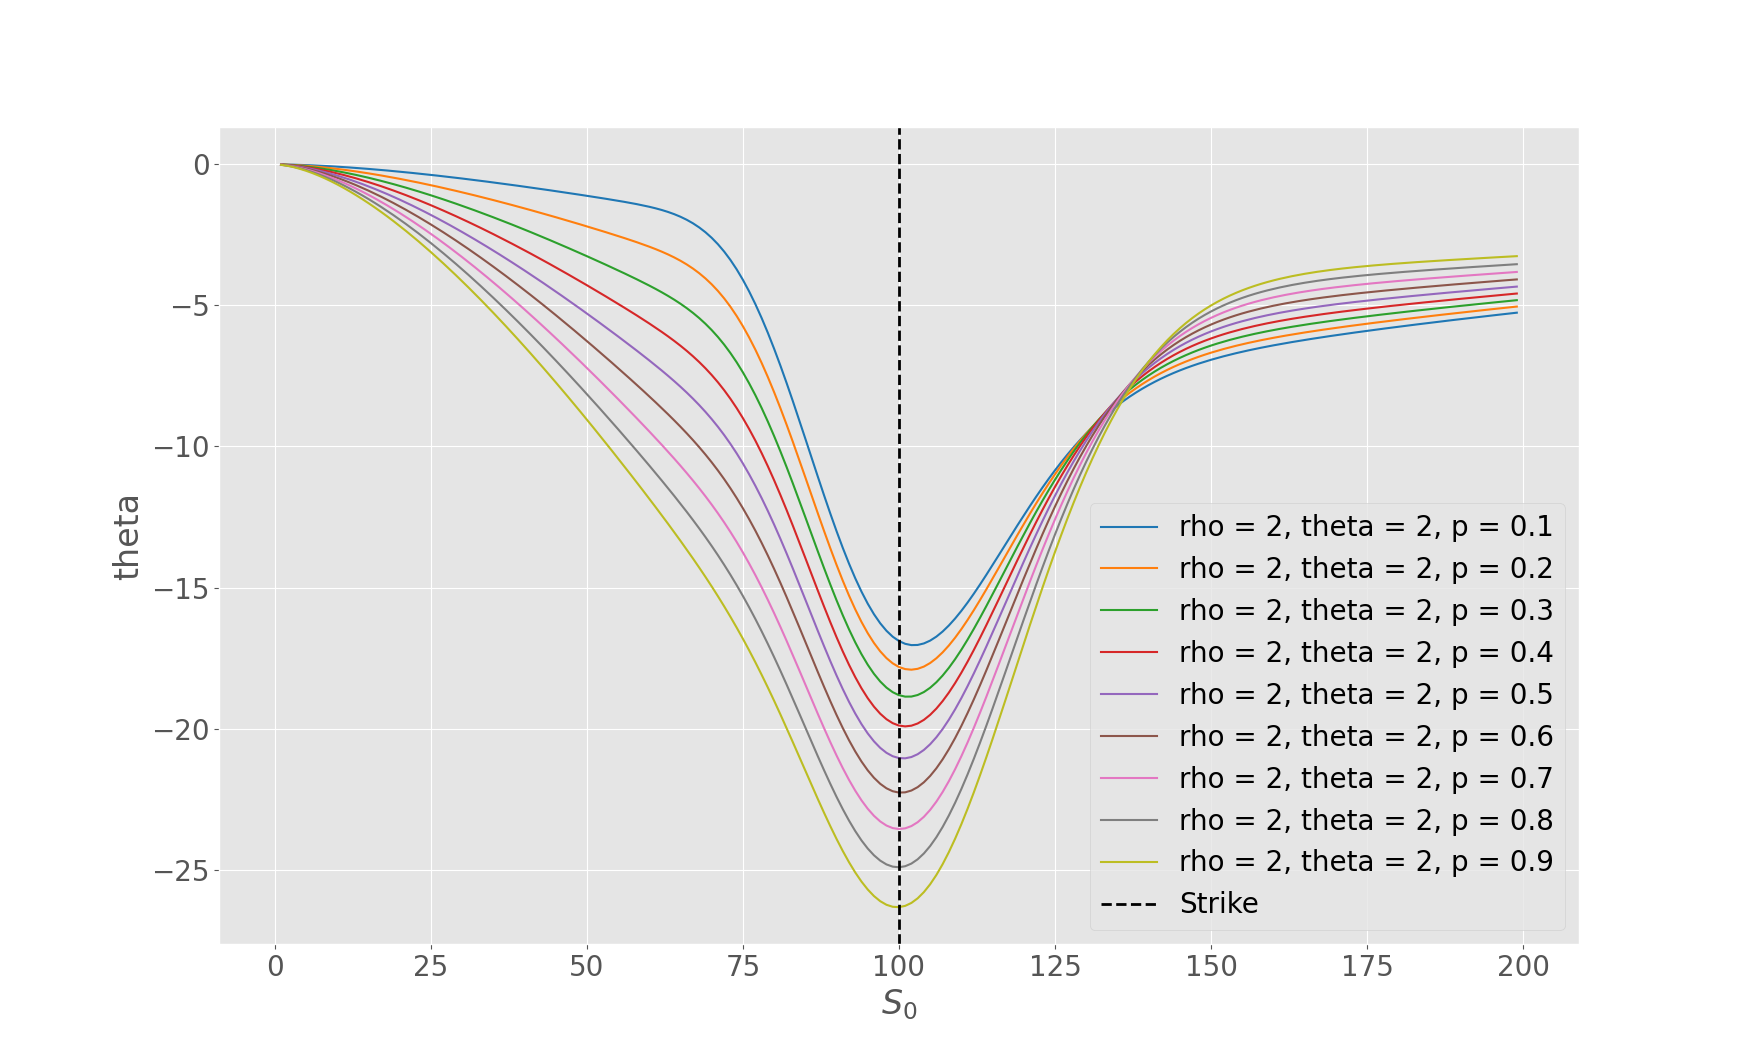 theta
0
−5
−10
−15
−20
−25
rho = 2, theta = 2, p = 0.1
rho = 2, theta = 2, p = 0.2
rho = 2, theta = 2, p = 0.3
rho = 2, theta = 2, p = 0.4
rho = 2, theta = 2, p = 0.5
rho = 2, theta = 2, p = 0.6
rho = 2, theta = 2, p = 0.7
rho = 2, theta = 2, p = 0.8
rho = 2, theta = 2, p = 0.9
Strike
0 25 50 75 100 125 150 175 200
S₀